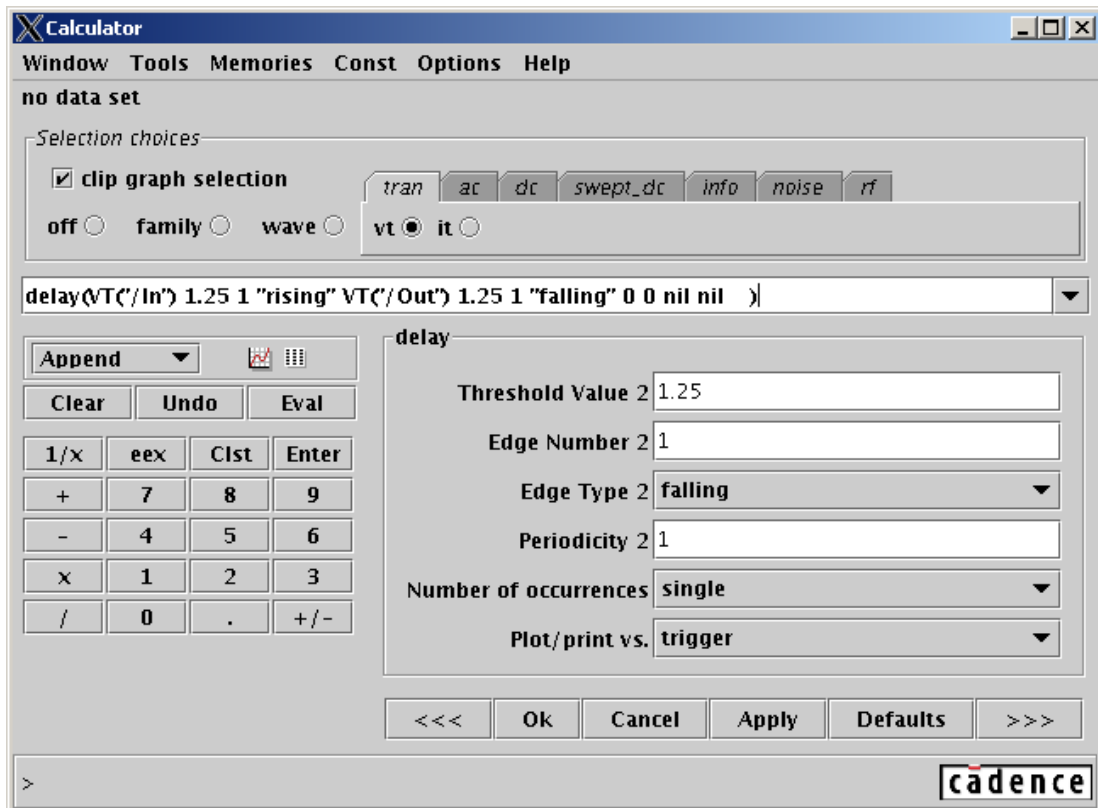 Calculator
Window Tools Memories Const Options Help
no data set
Selection choices
clip graph selection
tran ac dc swept_dc info noise rf
off family wave vt it
delay(VT("/In") 1.25 1 "rising" VT("/Out") 1.25 1 "falling" 0 0 nil nil )
Append
delay
Clear Undo Eval
Threshold Value 2 1.25
1/x eex Clst Enter
Edge Number 2 1
+ 7 8 9
Edge Type 2 falling
- 4 5 6
Periodicity 2 1
x 1 2 3
Number of occurrences single
/ 0 . +/-
Plot/print vs. trigger
<<< Ok Cancel Apply Defaults >>>
>
cādence